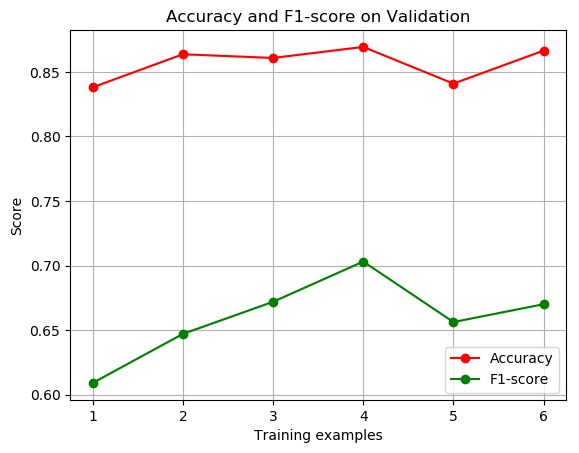 Accuracy and F1-score on Validation
Score
0.85
0.80
0.75
0.70
0.65
0.60
Accuracy
F1-score
1 2 3 4 5 6
Training examples